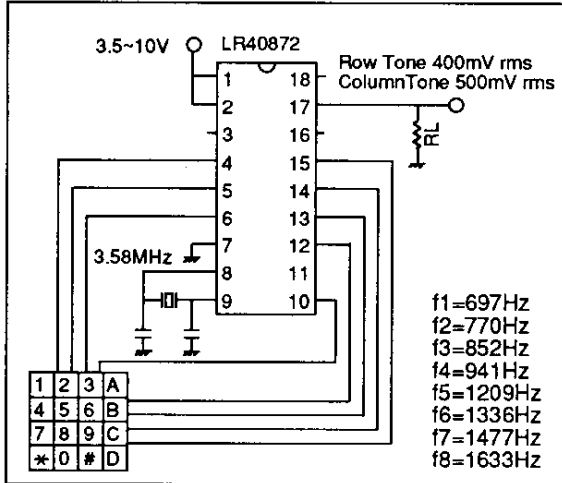 3.5~10V
LR40872
Row Tone 400mV rms
ColumnTone 500mV rms
1 18
2 17
3 16
4 15
5 14
6 13
7 12
8 11
9 10
RL
3.58MHz
1 2 3 A
4 5 6 B
7 8 9 C
* 0 # D
f1=697Hz
f2=770Hz
f3=852Hz
f4=941Hz
f5=1209Hz
f6=1336Hz
f7=1477Hz
f8=1633Hz